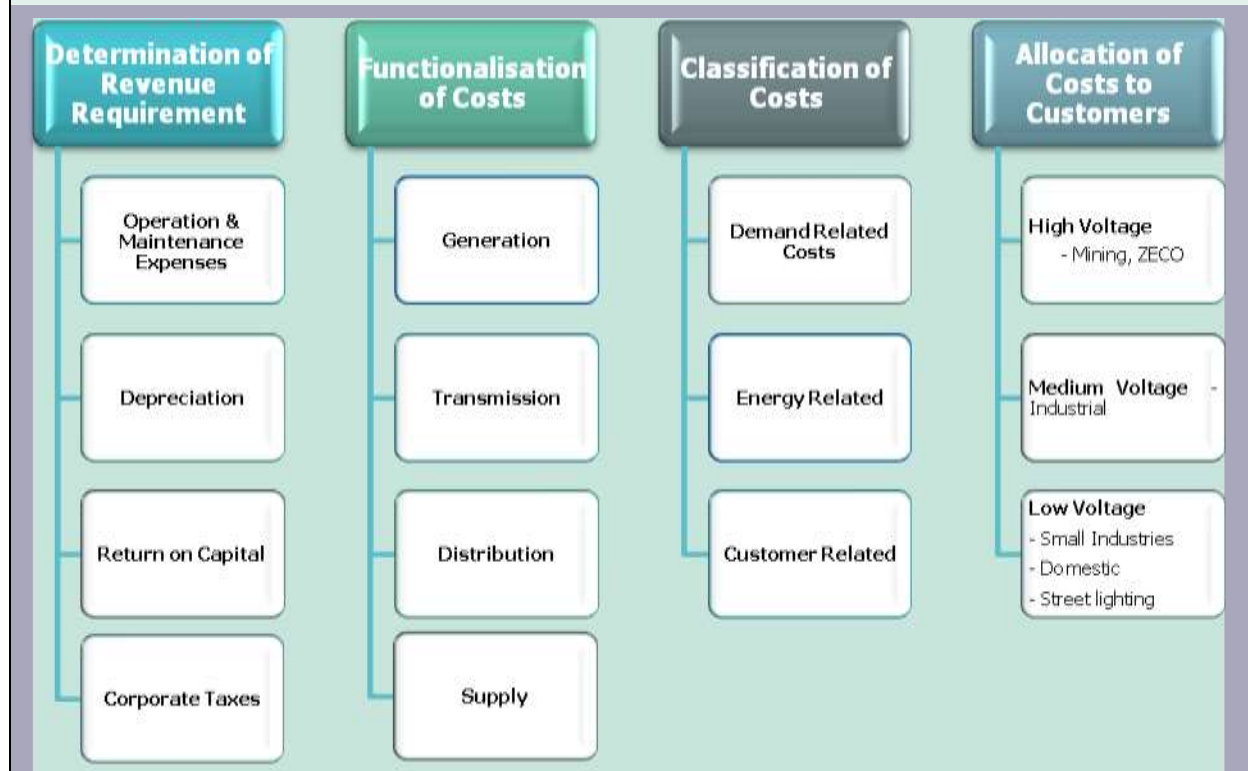 Determination of
Revenue
Requirement
Operation &
Maintenance
Expenses
Depreciation
Return on Capital
Corporate Taxes
Functionalisation
of Costs
Generation
Transmission
Distribution
Supply
Classification of
Costs
Demand Related
Costs
Energy Related
Customer Related
Allocation of
Costs to
Customers
High Voltage
- Mining, ZECO
Medium Voltage -
Industrial
Low Voltage
- Small Industries
- Domestic
- Street lighting